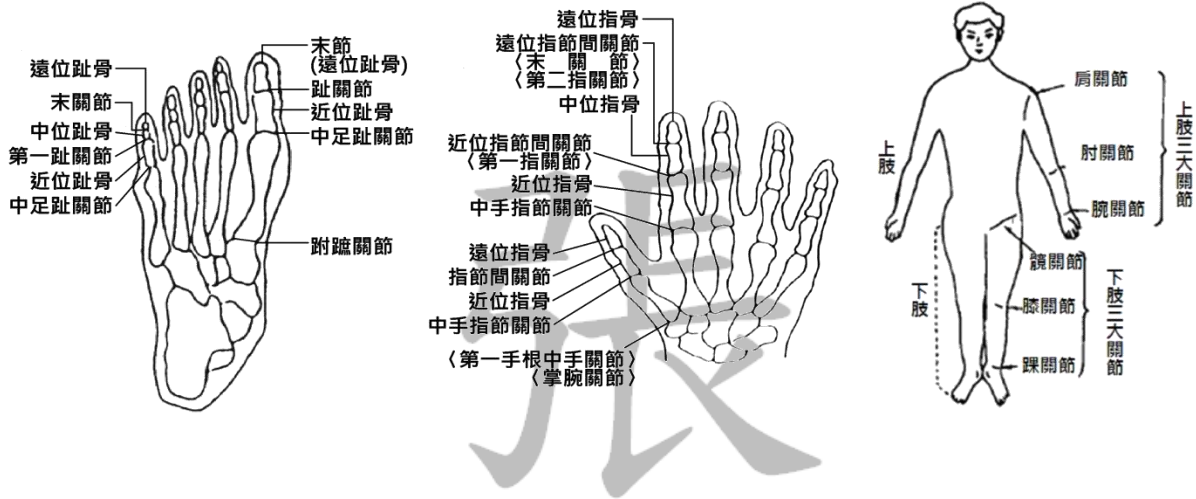 遠位趾骨
末關節
中位趾骨
第一趾關節
近位趾骨
中足趾關節
末節
(遠位趾骨)
趾關節
近位趾骨
中足趾關節
跗蹠關節
遠位指骨
遠位指節間關節
〈末關節〉
〈第二指關節〉
中位指骨
近位指節間關節
〈第一指關節〉
近位指骨
中手指節關節
遠位指骨
指節間關節
近位指骨
中手指節關節
〈第一手根中手關節〉
〈掌腕關節〉
張
上肢
肩關節
肘關節
腕關節
上肢三大關節
下肢
髖關節
膝關節
踝關節
下肢三大關節